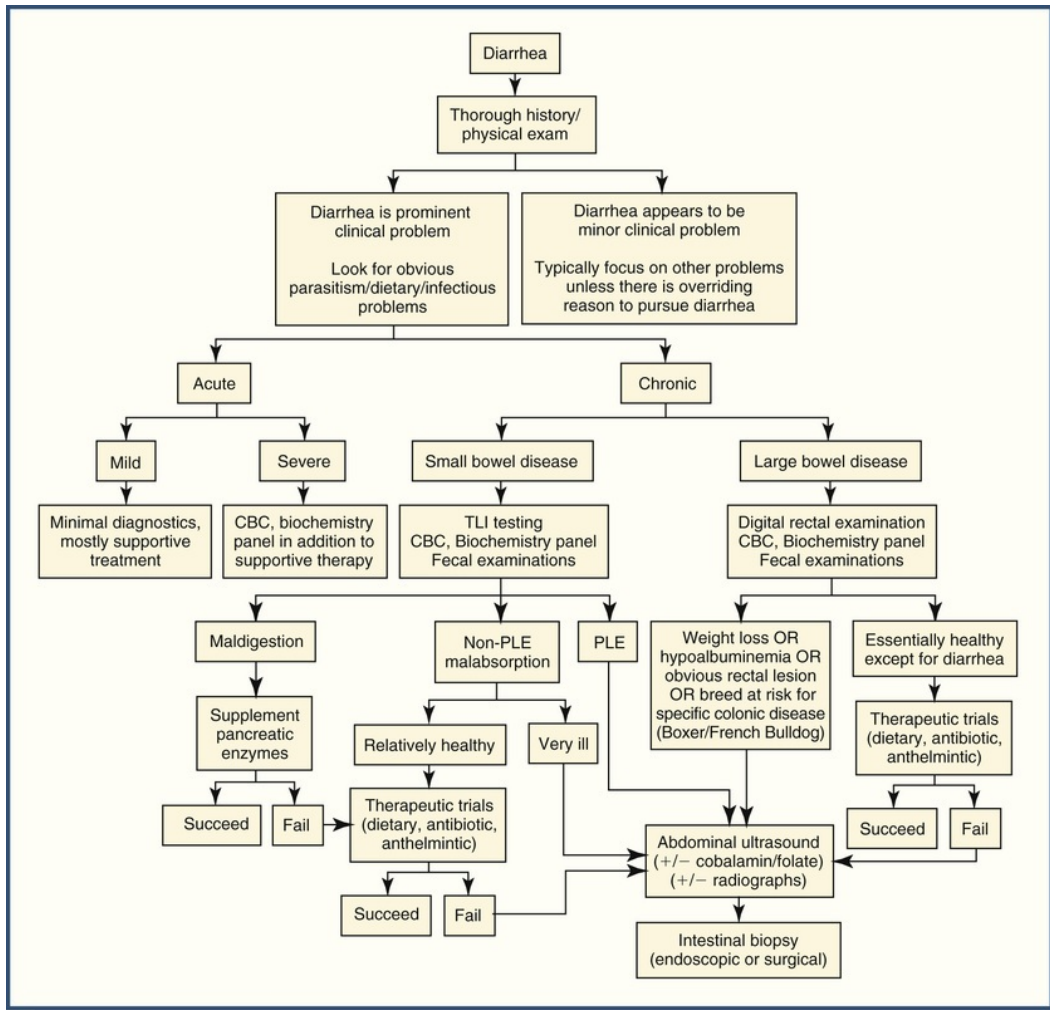 Diarrhea
Thorough history/
physical exam
Diarrhea is prominent
clinical problem
Look for obvious
parasitism/dietary/infectious
problems
Diarrhea appears to be
minor clinical problem
Typically focus on other problems
unless there is overriding
reason to pursue diarrhea
Acute
Chronic
Mild
Severe
Small bowel disease
Large bowel disease
Minimal diagnostics,
mostly supportive
treatment
CBC, biochemistry
panel in addition to
supportive therapy
TLI testing
CBC, Biochemistry panel
Fecal examinations
Digital rectal examination
CBC, Biochemistry panel
Fecal examinations
Maldigestion
Non-PLE
malabsorption
PLE
Weight loss OR
hypoalbuminemia OR
obvious rectal lesion
OR breed at risk for
specific colonic disease
(Boxer/French Bulldog)
Essentially healthy
except for diarrhea
Supplement
pancreatic
enzymes
Relatively healthy
Very ill
Therapeutic trials
(dietary, antibiotic,
anthelmintic)
Succeed
Fail
Therapeutic trials
(dietary, antibiotic,
anthelmintic)
Succeed
Fail
Abdominal ultrasound
(+/− cobalamin/folate)
(+/− radiographs)
Succeed
Fail
Intestinal biopsy
(endoscopic or surgical)